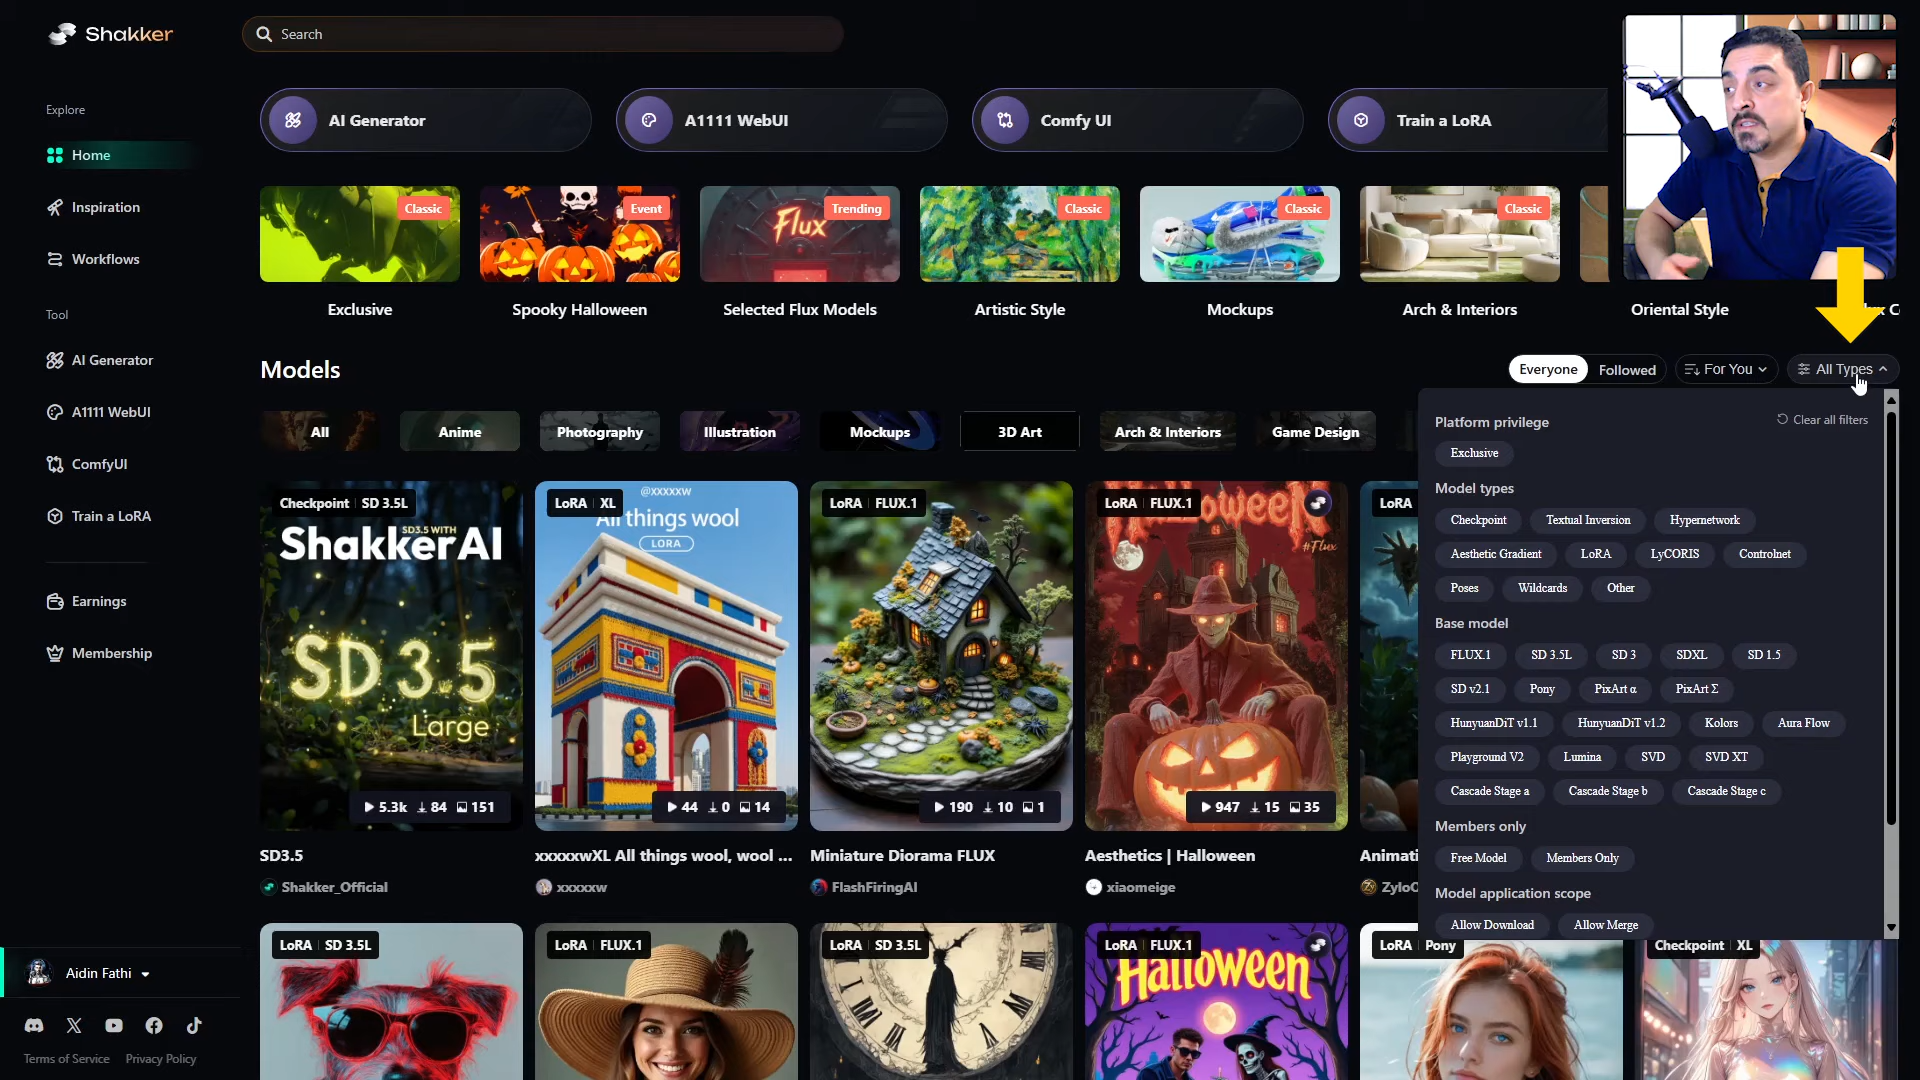 Shakker
Search
Explore
Home
Inspiration
Workflows
Tool
AI Generator
A1111 WebUI
ComfyUI
Train a LoRA
Earnings
Membership
Aidin Fathi
Terms of Service Privacy Policy
AI Generator
A1111 WebUI
Comfy UI
Train a LoRA
Classic
Event
Flux
Trending
Classic
Classic
Classic
Exclusive
Spooky Halloween
Selected Flux Models
Artistic Style
Mockups
Arch & Interiors
Oriental Style
Models
Everyone Followed
For You
All Types
All
Anime
Photography
Illustration
Mockups
3D Art
Arch & Interiors
Game Design
Platform privilege
Clear all filters
Exclusive
Model types
Checkpoint Textual Inversion Hypernetwork
Aesthetic Gradient LoRA LyCORIS Controlnet
Poses Wildcards Other
Base model
FLUX.1 SD 3.5L SD 3 SDXL SD 1.5
SD v2.1 Pony PixArt α PixArt Σ
HunyuanDiT v1.1 HunyuanDiT v1.2 Kolors Aura Flow
Playground V2 Lumina SVD SVD XT
Cascade Stage a Cascade Stage b Cascade Stage c
Members only
Free Model Members Only
Model application scope
Allow Download Allow Merge
Checkpoint SD 3.5L
SD3.5 WITH
ShakkerAI
SD 3.5
Large
5.3k 84 151
SD3.5
Shakker_Official
LoRA XL
@xxxxxw
All things wool
LORA
44 0 14
xxxxxwXL All things wool, wool ...
xxxxxw
LoRA FLUX.1
190 10 1
Miniature Diorama FLUX
FlashFiringAI
LoRA FLUX.1
Halloween
#Flux
947 15 35
Aesthetics | Halloween
xiaomeige
LoRA
LoRA SD 3.5L
LoRA FLUX.1
LoRA SD 3.5L
LoRA FLUX.1
Halloween
LoRA Pony
Checkpoint XL